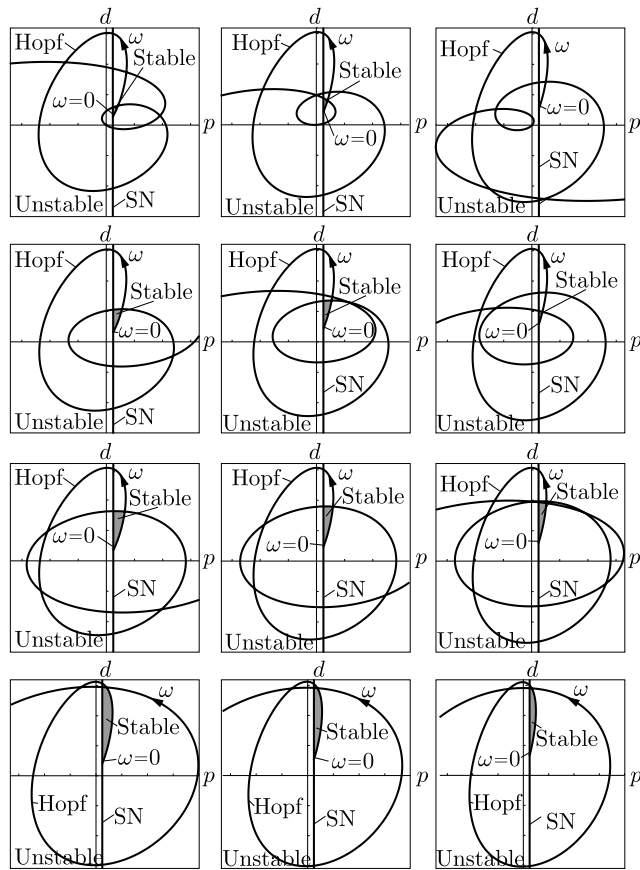 d
Hopf
ω
Stable
ω=0
p
Unstable
SN
d
Hopf
ω
Stable
ω=0
p
Unstable
SN
d
Hopf
ω
ω=0
p
SN
Unstable
d
Hopf
ω
Stable
ω=0
p
Unstable
SN
d
Hopf
ω
Stable
ω=0
p
SN
Unstable
d
Hopf
ω
Stable
ω=0
p
SN
Unstable
d
Hopf
ω
Stable
ω=0
p
SN
Unstable
d
Hopf
ω
Stable
ω=0
p
SN
Unstable
d
Hopf
ω
Stable
ω=0
p
SN
Unstable
d
ω
Stable
ω=0
p
Hopf
SN
Unstable
d
ω
Stable
ω=0
p
Hopf
SN
Unstable
d
ω
Stable
ω=0
p
Hopf
SN
Unstable